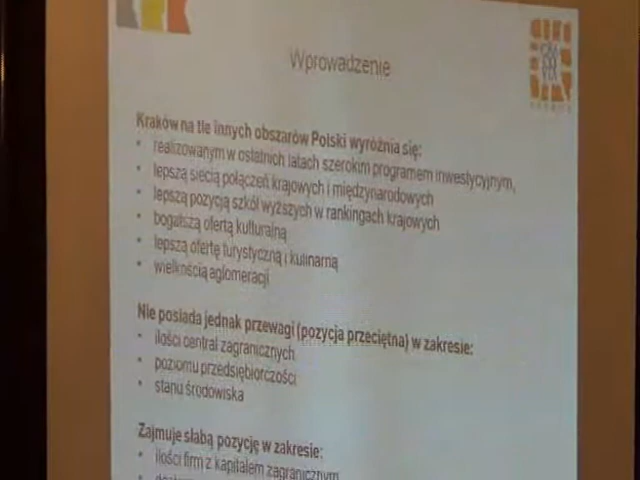 Wprowadzenie
Kraków na tle innych obszarów Polski wyróżnia się:
• realizowanym w ostatnich latach szerokim programem inwestycyjnym,
• lepszą siecią połączeń krajowych i międzynarodowych
• lepszą pozycją szkół wyższych w rankingach krajowych
• bogatszą ofertą kulturalną
• lepszą ofertę turystyczną i kulinarną
• wielkością aglomeracji
Nie posiada jednak przewagi (pozycja przeciętna) w zakresie:
• ilości central zagranicznych
• poziomu przedsiębiorczości
• stanu środowiska
Zajmuje słabą pozycję w zakresie:
• ilości firm z kapitałem zagranicznym